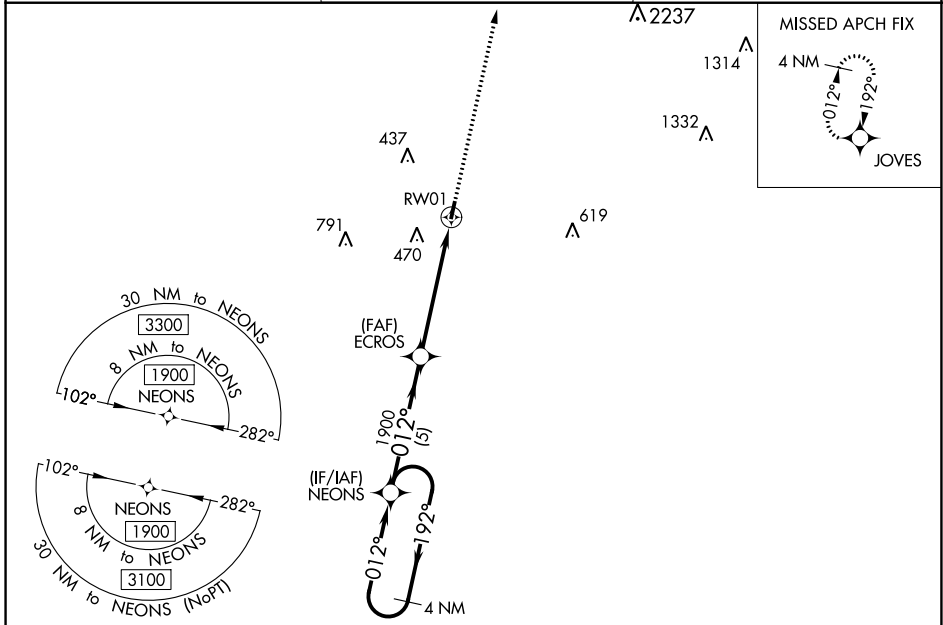 2237
1314
1332
MISSED APCH FIX
4 NM
012°
192°
JOVES
437
RW01
791
470
619
30 NM to NEONS
3300
8 NM to NEONS
1900
NEONS
102°
282°
(FAF)
ECROS
1900
012°
(5)
(IF/IAF)
NEONS
012°
192°
4 NM
102°
282°
NEONS
1900
8 NM to NEONS
3100
30 NM to NEONS (NoPT)